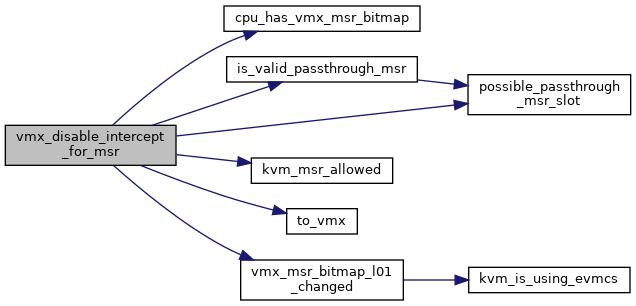 cpu_has_vmx_msr_bitmap
is_valid_passthrough_msr
possible_passthrough
_msr_slot
vmx_disable_intercept
_for_msr
kvm_msr_allowed
to_vmx
vmx_msr_bitmap_l01
_changed
kvm_is_using_evmcs